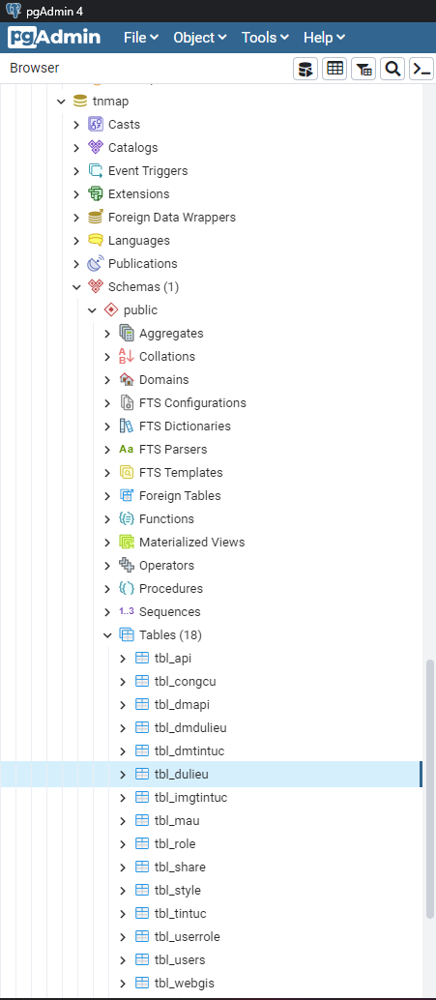 pgAdmin 4
pgAdmin File Object Tools Help
Browser
tnmap
Casts
Catalogs
Event Triggers
Extensions
Foreign Data Wrappers
Languages
Publications
Schemas (1)
public
Aggregates
Collations
Domains
FTS Configurations
FTS Dictionaries
Aa FTS Parsers
FTS Templates
Foreign Tables
Functions
Materialized Views
Operators
Procedures
1..3 Sequences
Tables (18)
tbl_api
tbl_congcu
tbl_dmapi
tbl_dmdulieu
tbl_dmtintuc
tbl_dulieu
tbl_imgtintuc
tbl_mau
tbl_role
tbl_share
tbl_style
tbl_tintuc
tbl_userrole
tbl_users
tbl_webgis